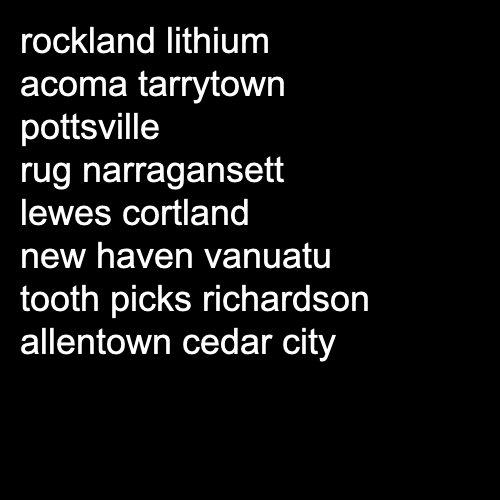 rockland lithium
acoma tarrytown
pottsville
rug narragansett
lewes cortland
new haven vanuatu
tooth picks richardson
allentown cedar city